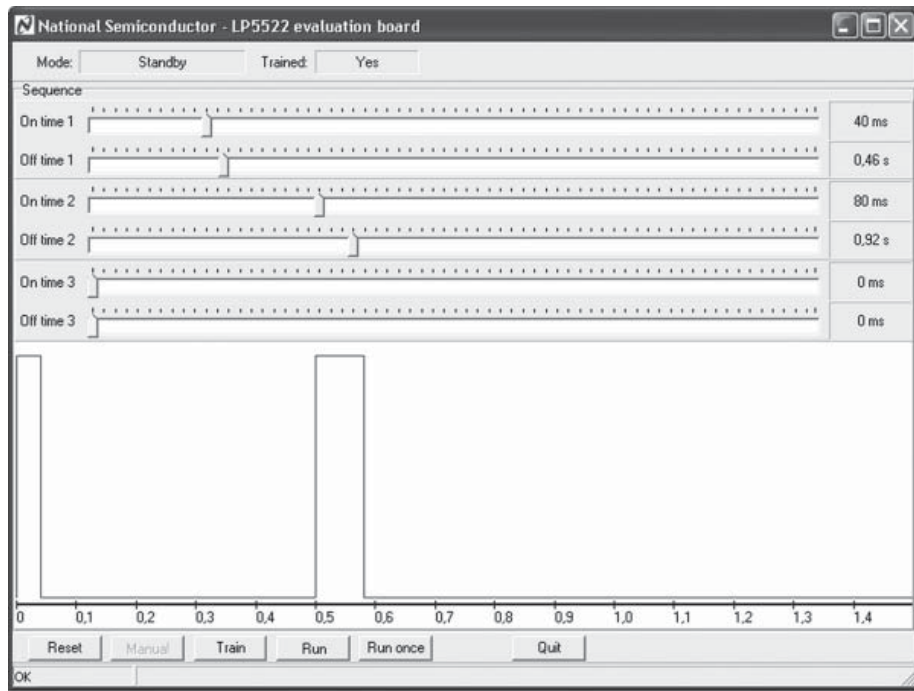 National Semiconductor - LP5522 evaluation board
Mode: Standby Trained: Yes
Sequence
On time 1 40 ms
Off time 1 0,46 s
On time 2 80 ms
Off time 2 0,92 s
On time 3 0 ms
Off time 3 0 ms
0 0,1 0,2 0,3 0,4 0,5 0,6 0,7 0,8 0,9 1,0 1,1 1,2 1,3 1,4
Reset Manual Train Run Run once Quit
OK